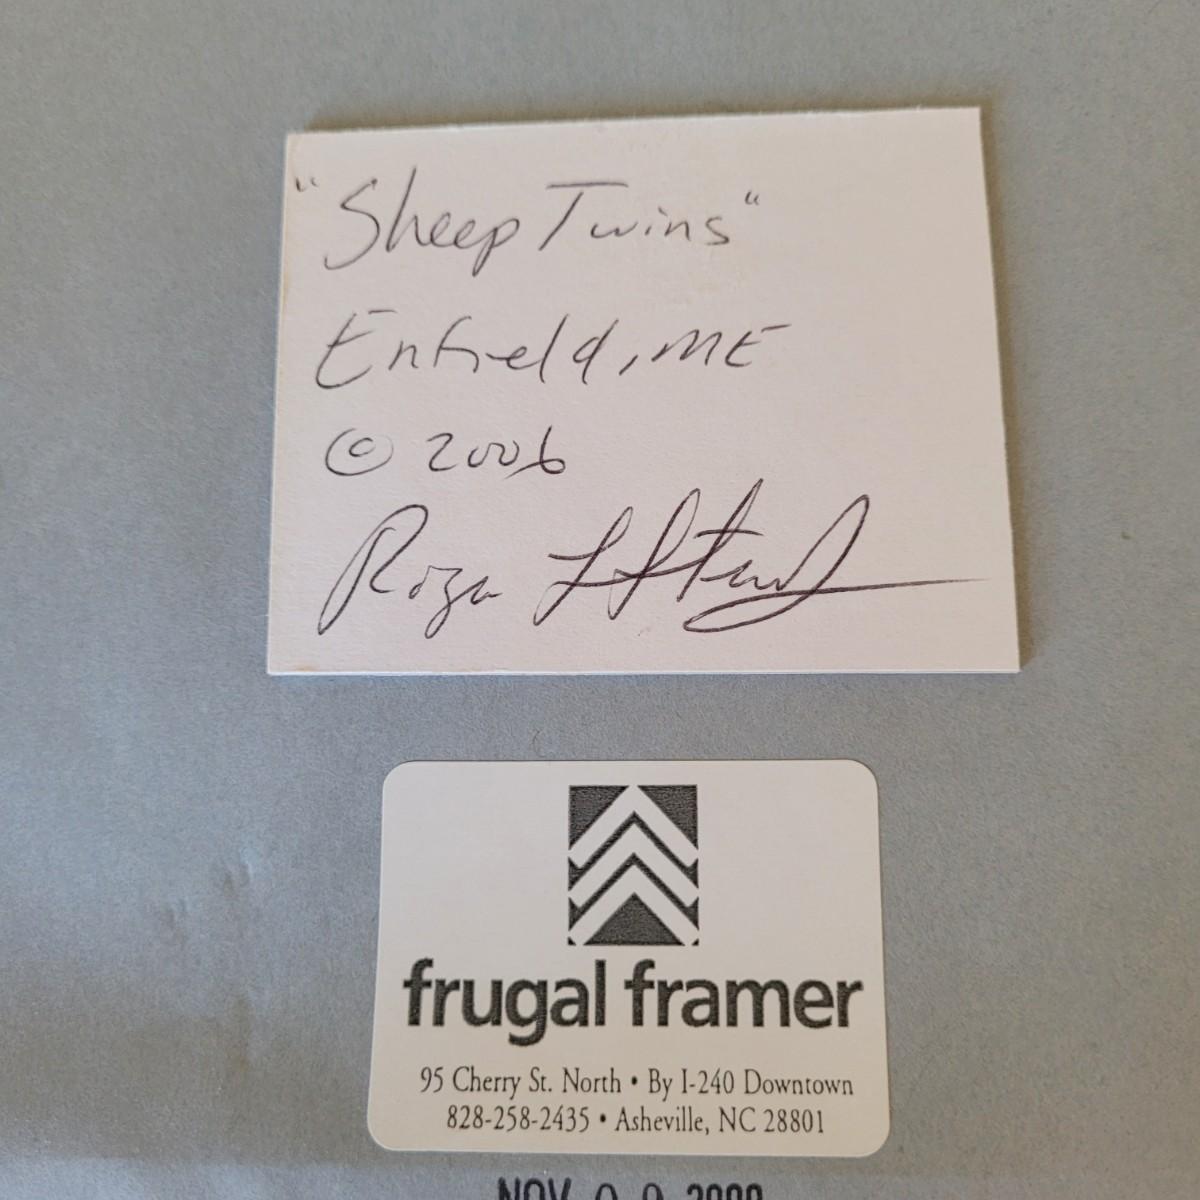 "Sheep Twins"
Enfield, ME
© 2006
frugal framer
95 Cherry St. North • By I-240 Downtown
828-258-2435 • Asheville, NC 28801
NOV